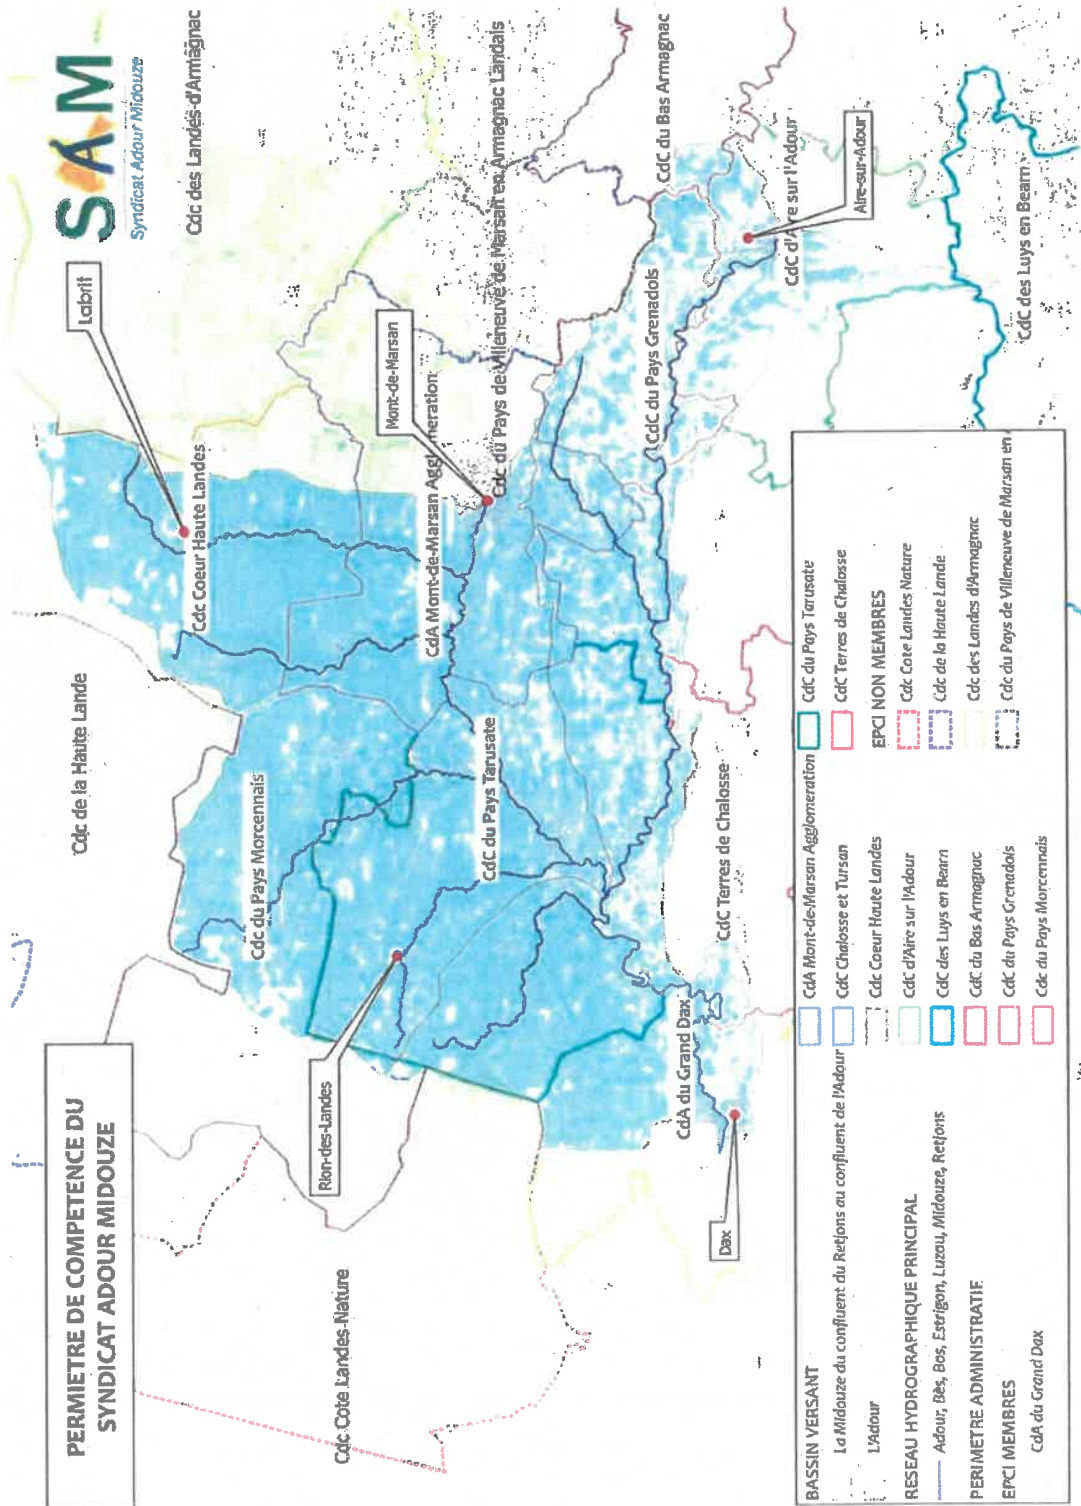 PERMIETRE DE COMPETENCE DU
SYNDICAT ADOUR MIDOUZE
SAM
Syndicat Adour Midouze
Cdc de la Haute Lande
Cdc des Landes-d'Armagnac
Labrit
Cdc Coeur Haute Landes
Cdc du Pays Morcennais
Cdc Cote Landes-Nature
Rion-des-Landes
Mont-de-Marsan
CdA Mont-de-Marsan Agglomeration
CdC du Pays Tarusate
Cdc du Pays de Villeneuve de Marsan en Armagnac Landais
CdC du Pays Grenadois
CdC du Bas Armagnac
CdA du Grand Dax
Dax
CdC Terres de Chalosse
CdC d'Aire sur l'Adour
Aire-sur-Adour
CdC des Luys en Bearn
BASSIN VERSANT
La Midouze du confluent du Retjons au confluent de l'Adour
L'Adour
RESEAU HYDROGRAPHIQUE PRINCIPAL
Adour, Bès, Bas, Estrigon, Luzou, Midouze, Retjons
PERIMETRE ADMINISTRATIF
EPCI MEMBRES
CdA du Grand Dax
CdA Mont-de-Marsan Agglomeration
CdC Chalosse et Tursan
Cdc Coeur Haute Landes
CdC d'Aire sur l'Adour
CdC des Luys en Bearn
CdC du Bas Armagnac
CdC du Pays Grenadois
Cdc du Pays Morcennais
CdC du Pays Tarusate
CdC Terres de Chalosse
EPCI NON MEMBRES
Cdc Cote Landes Nature
Cdc de la Haute Lande
Cdc des Landes d'Armagnac
Cdc du Pays de Villeneuve de Marsan en